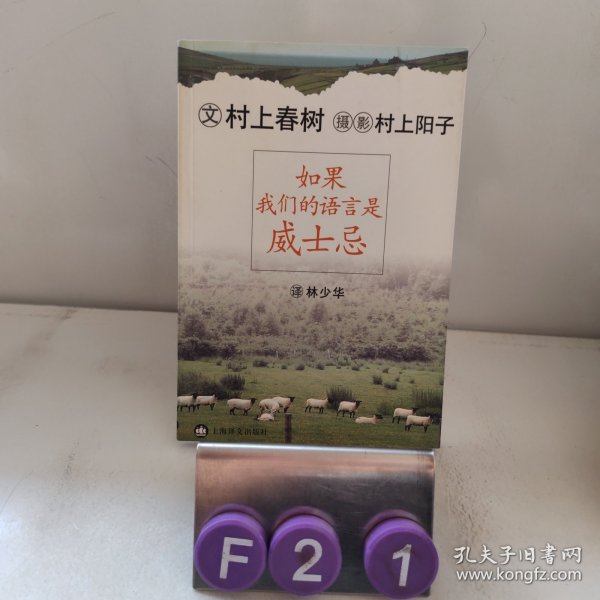 文 村上春树 摄影 村上阳子
如果
我们的语言是
威士忌
译 林少华
上海译文出版社
F 2 1
孔夫子旧书网
www.kongfz.com